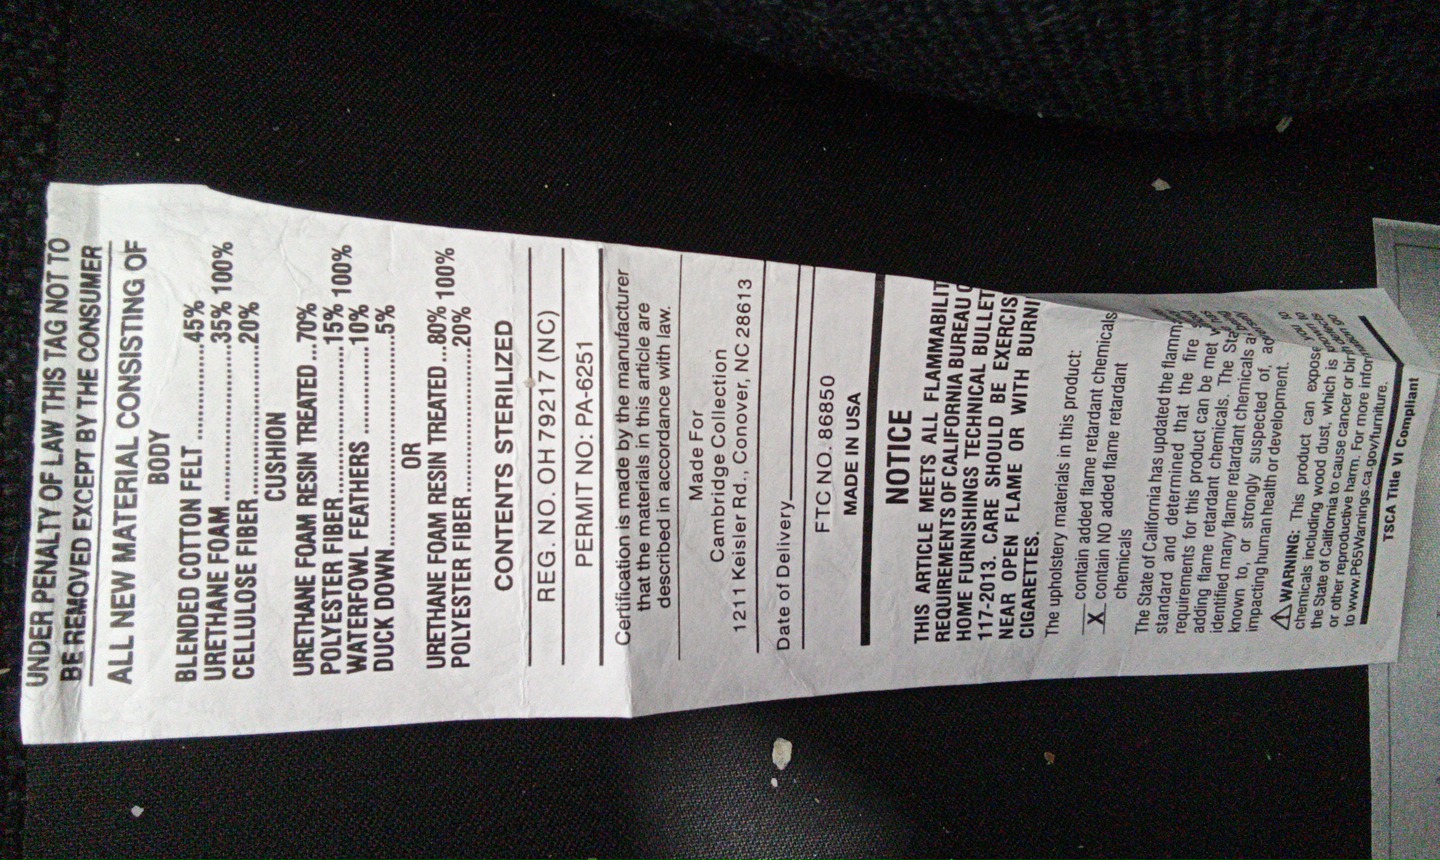 UNDER PENALTY OF LAW THIS TAG NOT TO
BE REMOVED EXCEPT BY THE CONSUMER
ALL NEW MATERIAL CONSISTING OF
BODY
BLENDED COTTON FELT ..................45%
URETHANE FOAM..........................35% 100%
CELLULOSE FIBER.........................20%
CUSHION
URETHANE FOAM RESIN TREATED ...70%
POLYESTER FIBER.........................15% 100%
WATERFOWL FEATHERS ................10%
DUCK DOWN...................................5%
OR
URETHANE FOAM RESIN TREATED ..80% 100%
POLYESTER FIBER.........................20%
CONTENTS STERILIZED
REG. NO. OH 792117 (NC)
PERMIT NO: PA-6251
Certification is made by the manufacturer
that the materials in this article are
described in accordance with law.
Made For
Cambridge Collection
1211 Keisler Rd., Conover, NC 28613
Date of Delivery
FTC NO. 86850
MADE IN USA
NOTICE
THIS ARTICLE MEETS ALL FLAMMABILIT
REQUIREMENTS OF CALIFORNIA BUREAU O
HOME FURNISHINGS TECHNICAL BULLET
117-2013. CARE SHOULD BE EXERCIS
NEAR OPEN FLAME OR WITH BURNI
CIGARETTES.
The upholstery materials in this product:
contain added flame retardant chemicals
X contain NO added flame retardant
chemicals
The State of California has updated the flamm
standard and determined that the fire
requirements for this product can be met
adding flame retardant chemicals. The Sta
identified many flame retardant chemicals
known to, or strongly suspected of,
impacting human health or development.
⚠WARNING: This product can expose
chemicals including wood dust, which is
the State of California to cause cancer or bir
or other reproductive harm. For more infor
to www.P65Warnings.ca.gov/furniture.
TSCA Title VI Compliant